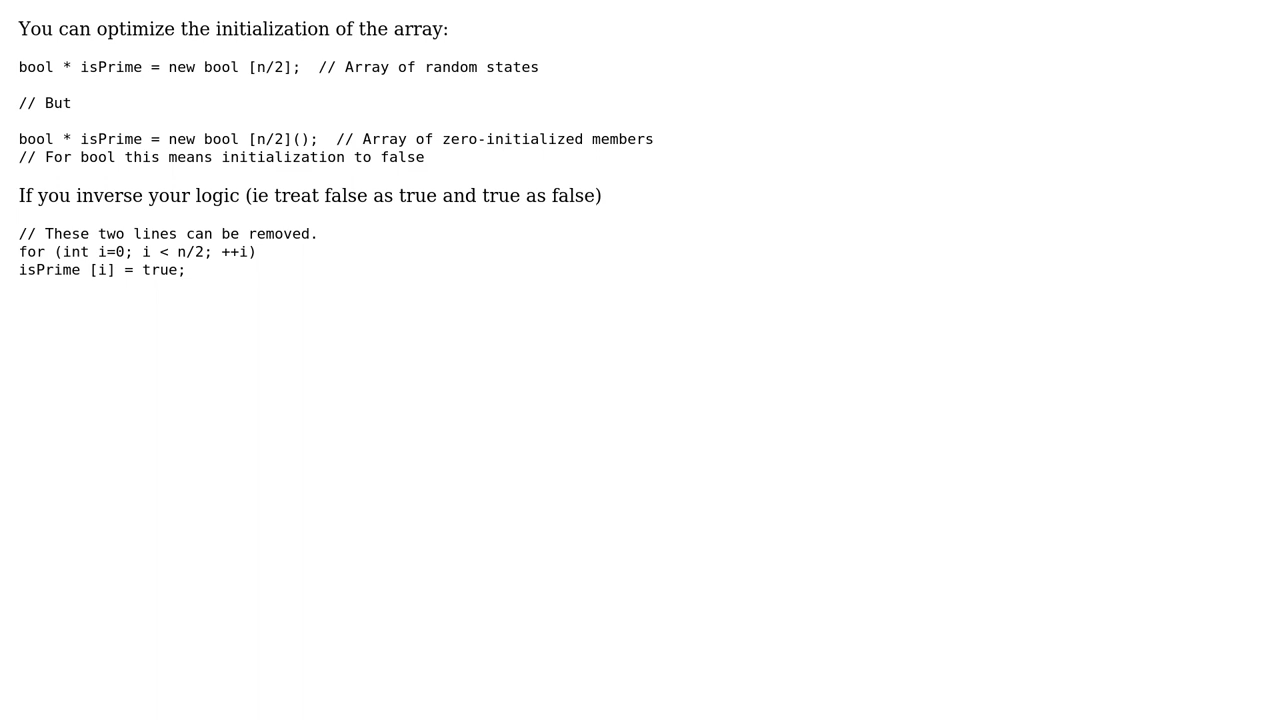 You can optimize the initialization of the array:
bool * isPrime = new bool [n/2];  // Array of random states
// But
bool * isPrime = new bool [n/2]();  // Array of zero-initialized members
// For bool this means initialization to false
If you inverse your logic (ie treat false as true and true as false)
// These two lines can be removed.
for (int i=0; i < n/2; ++i)
isPrime [i] = true;